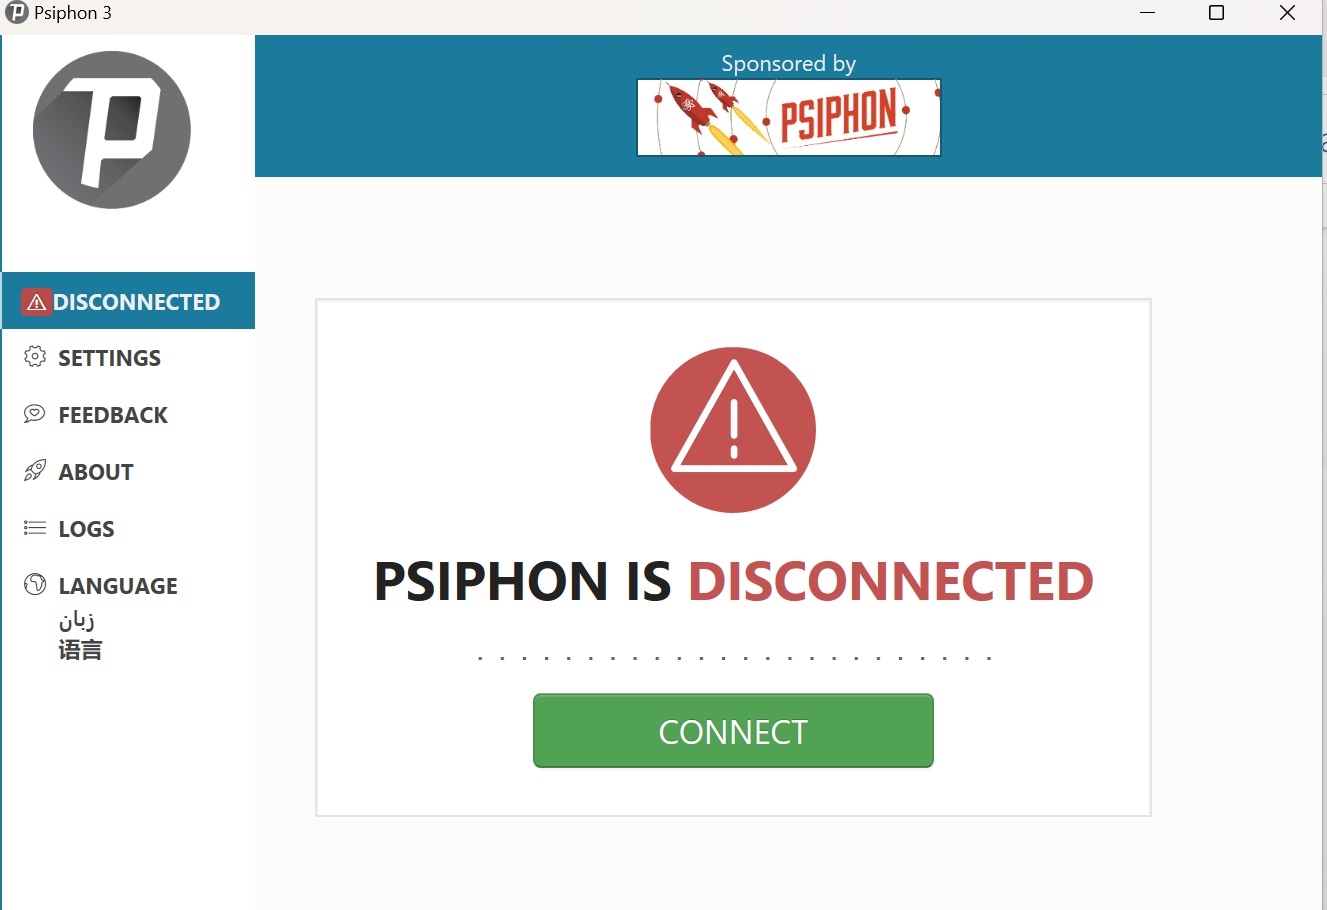 Psiphon 3
Sponsored by
PSIPHON
DISCONNECTED
SETTINGS
FEEDBACK
ABOUT
LOGS
LANGUAGE
زبان
语言
PSIPHON IS DISCONNECTED
CONNECT